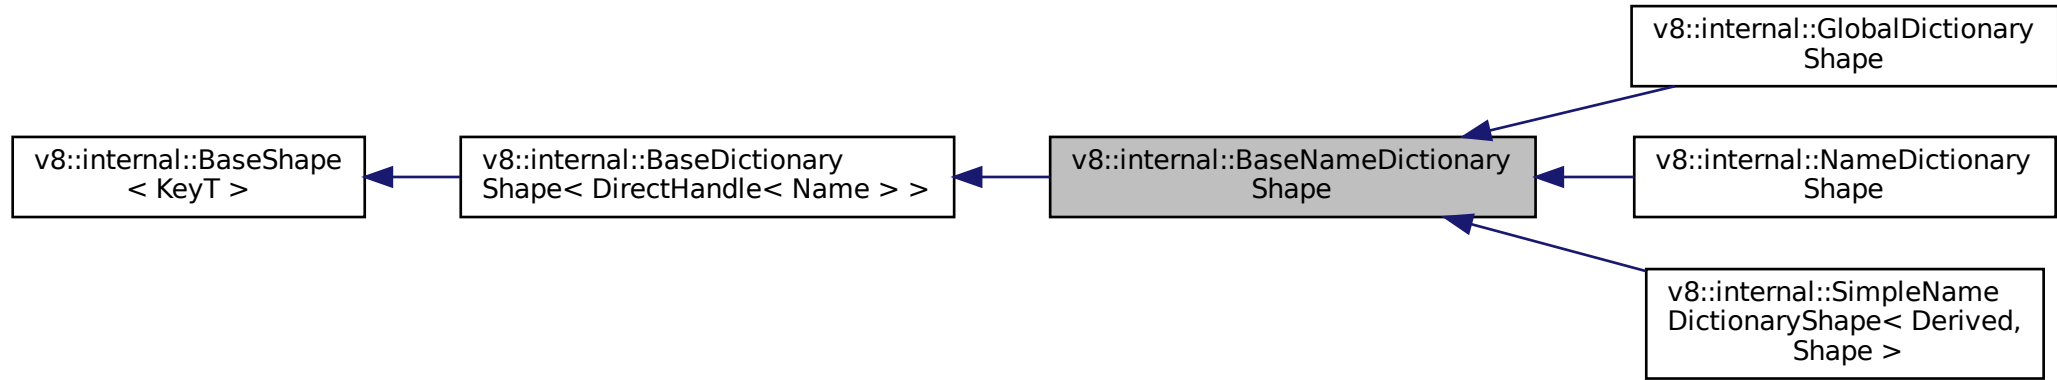 v8::internal::BaseShape
< KeyT >
v8::internal::BaseDictionary
Shape< DirectHandle< Name > >
v8::internal::BaseNameDictionary
Shape
v8::internal::GlobalDictionary
Shape
v8::internal::NameDictionary
Shape
v8::internal::SimpleName
DictionaryShape< Derived,
Shape >